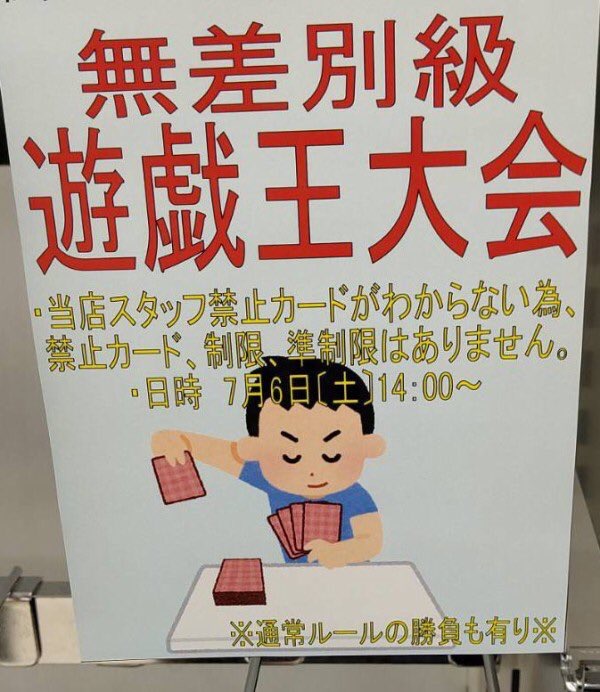 無差別級
遊戯王大会
・当店スタッフ禁止カードがわからない為、
禁止カード、制限、準制限はありません。
・日時 7月6日〔土〕14:00～
※通常ルールの勝負も有り※